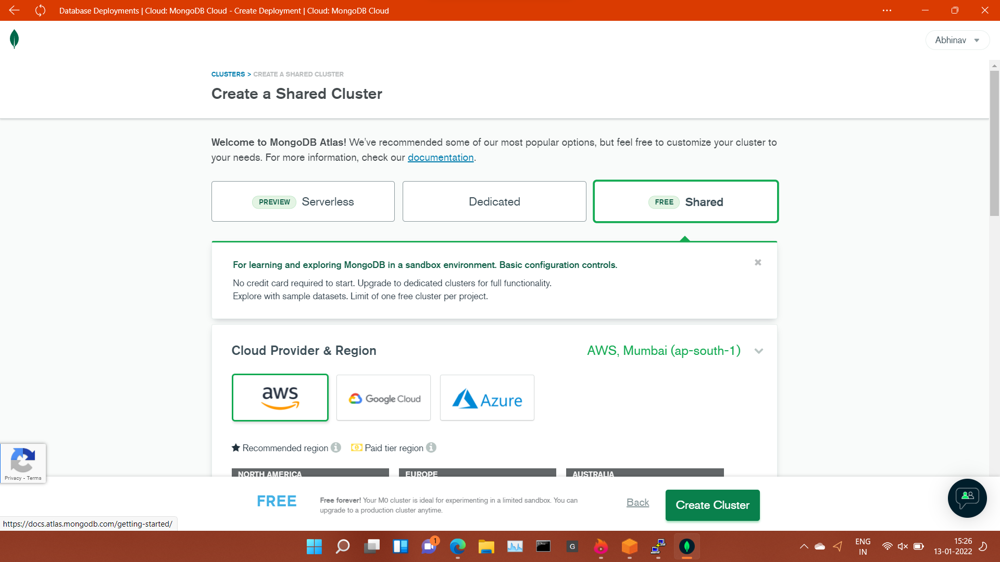 Database Deployments | Cloud: MongoDB Cloud - Create Deployment | Cloud: MongoDB Cloud
Abhinav
CLUSTERS > CREATE A SHARED CLUSTER
Create a Shared Cluster
Welcome to MongoDB Atlas! We've recommended some of our most popular options, but feel free to customize your cluster to
your needs. For more information, check our documentation.
PREVIEW Serverless
Dedicated
FREE Shared
For learning and exploring MongoDB in a sandbox environment. Basic configuration controls.
No credit card required to start. Upgrade to dedicated clusters for full functionality.
Explore with sample datasets. Limit of one free cluster per project.
Cloud Provider & Region
AWS, Mumbai (ap-south-1)
aws
Google Cloud
Azure
Recommended region
Paid tier region
NORTH AMERICA
EUROPE
AUSTRALIA
Privacy - Terms
FREE
Free forever! Your M0 cluster is ideal for experimenting in a limited sandbox. You can
upgrade to a production cluster anytime.
Back
Create Cluster
https://docs.atlas.mongodb.com/getting-started/
1
G
ENG
IN
15:26
13-01-2022